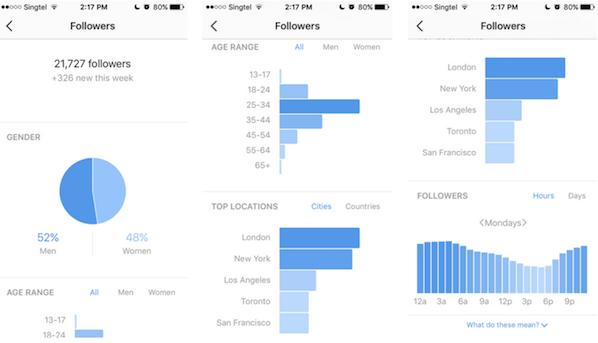 ●●○○○ Singtel 2:17 PM 80%
Followers
21,727 followers
+326 new this week
GENDER
52% 48%
Men Women
AGE RANGE All Men Women
13-17
18-24
●●○○○ Singtel 2:17 PM 80%
Followers
AGE RANGE All Men Women
13-17
18-24
25-34
35-44
45-54
55-64
65+
TOP LOCATIONS Cities Countries
London
New York
Los Angeles
Toronto
San Francisco
●●○○○ Singtel 2:17 PM 80%
Followers
London
New York
Los Angeles
Toronto
San Francisco
FOLLOWERS Hours Days
<Mondays>
12a 3a 6a 9a 12p 3p 6p 9p
What do these mean?